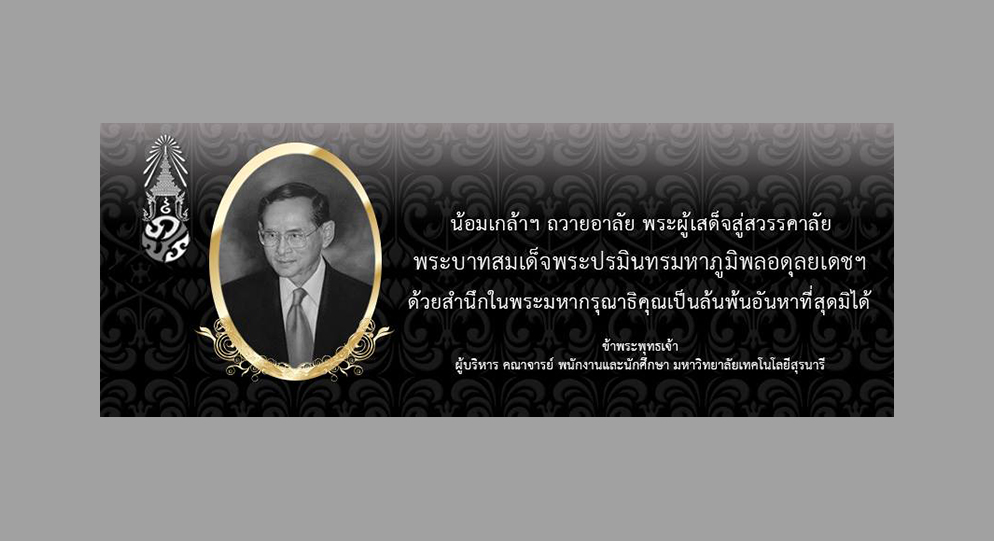 น้อมเกล้าฯ ถวายอาลัย พระผู้เสด็จสู่สวรรคาลัย
พระบาทสมเด็จพระปรมินทรมหาภูมิพลอดุลยเดชฯ
ด้วยสำนึกในพระมหากรุณาธิคุณเป็นล้นพ้นอันหาที่สุดมิได้
ข้าพระพุทธเจ้า
ผู้บริหาร คณาจารย์ พนักงานและนักศึกษา มหาวิทยาลัยเทคโนโลยีสุรนารี